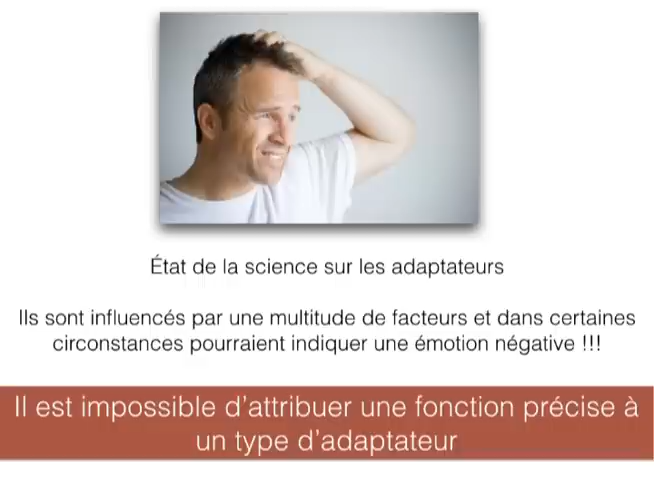 État de la science sur les adaptateurs
Ils sont influencés par une multitude de facteurs et dans certaines
circonstances pourraient indiquer une émotion négative !!!
Il est impossible d'attribuer une fonction précise à
un type d'adaptateur